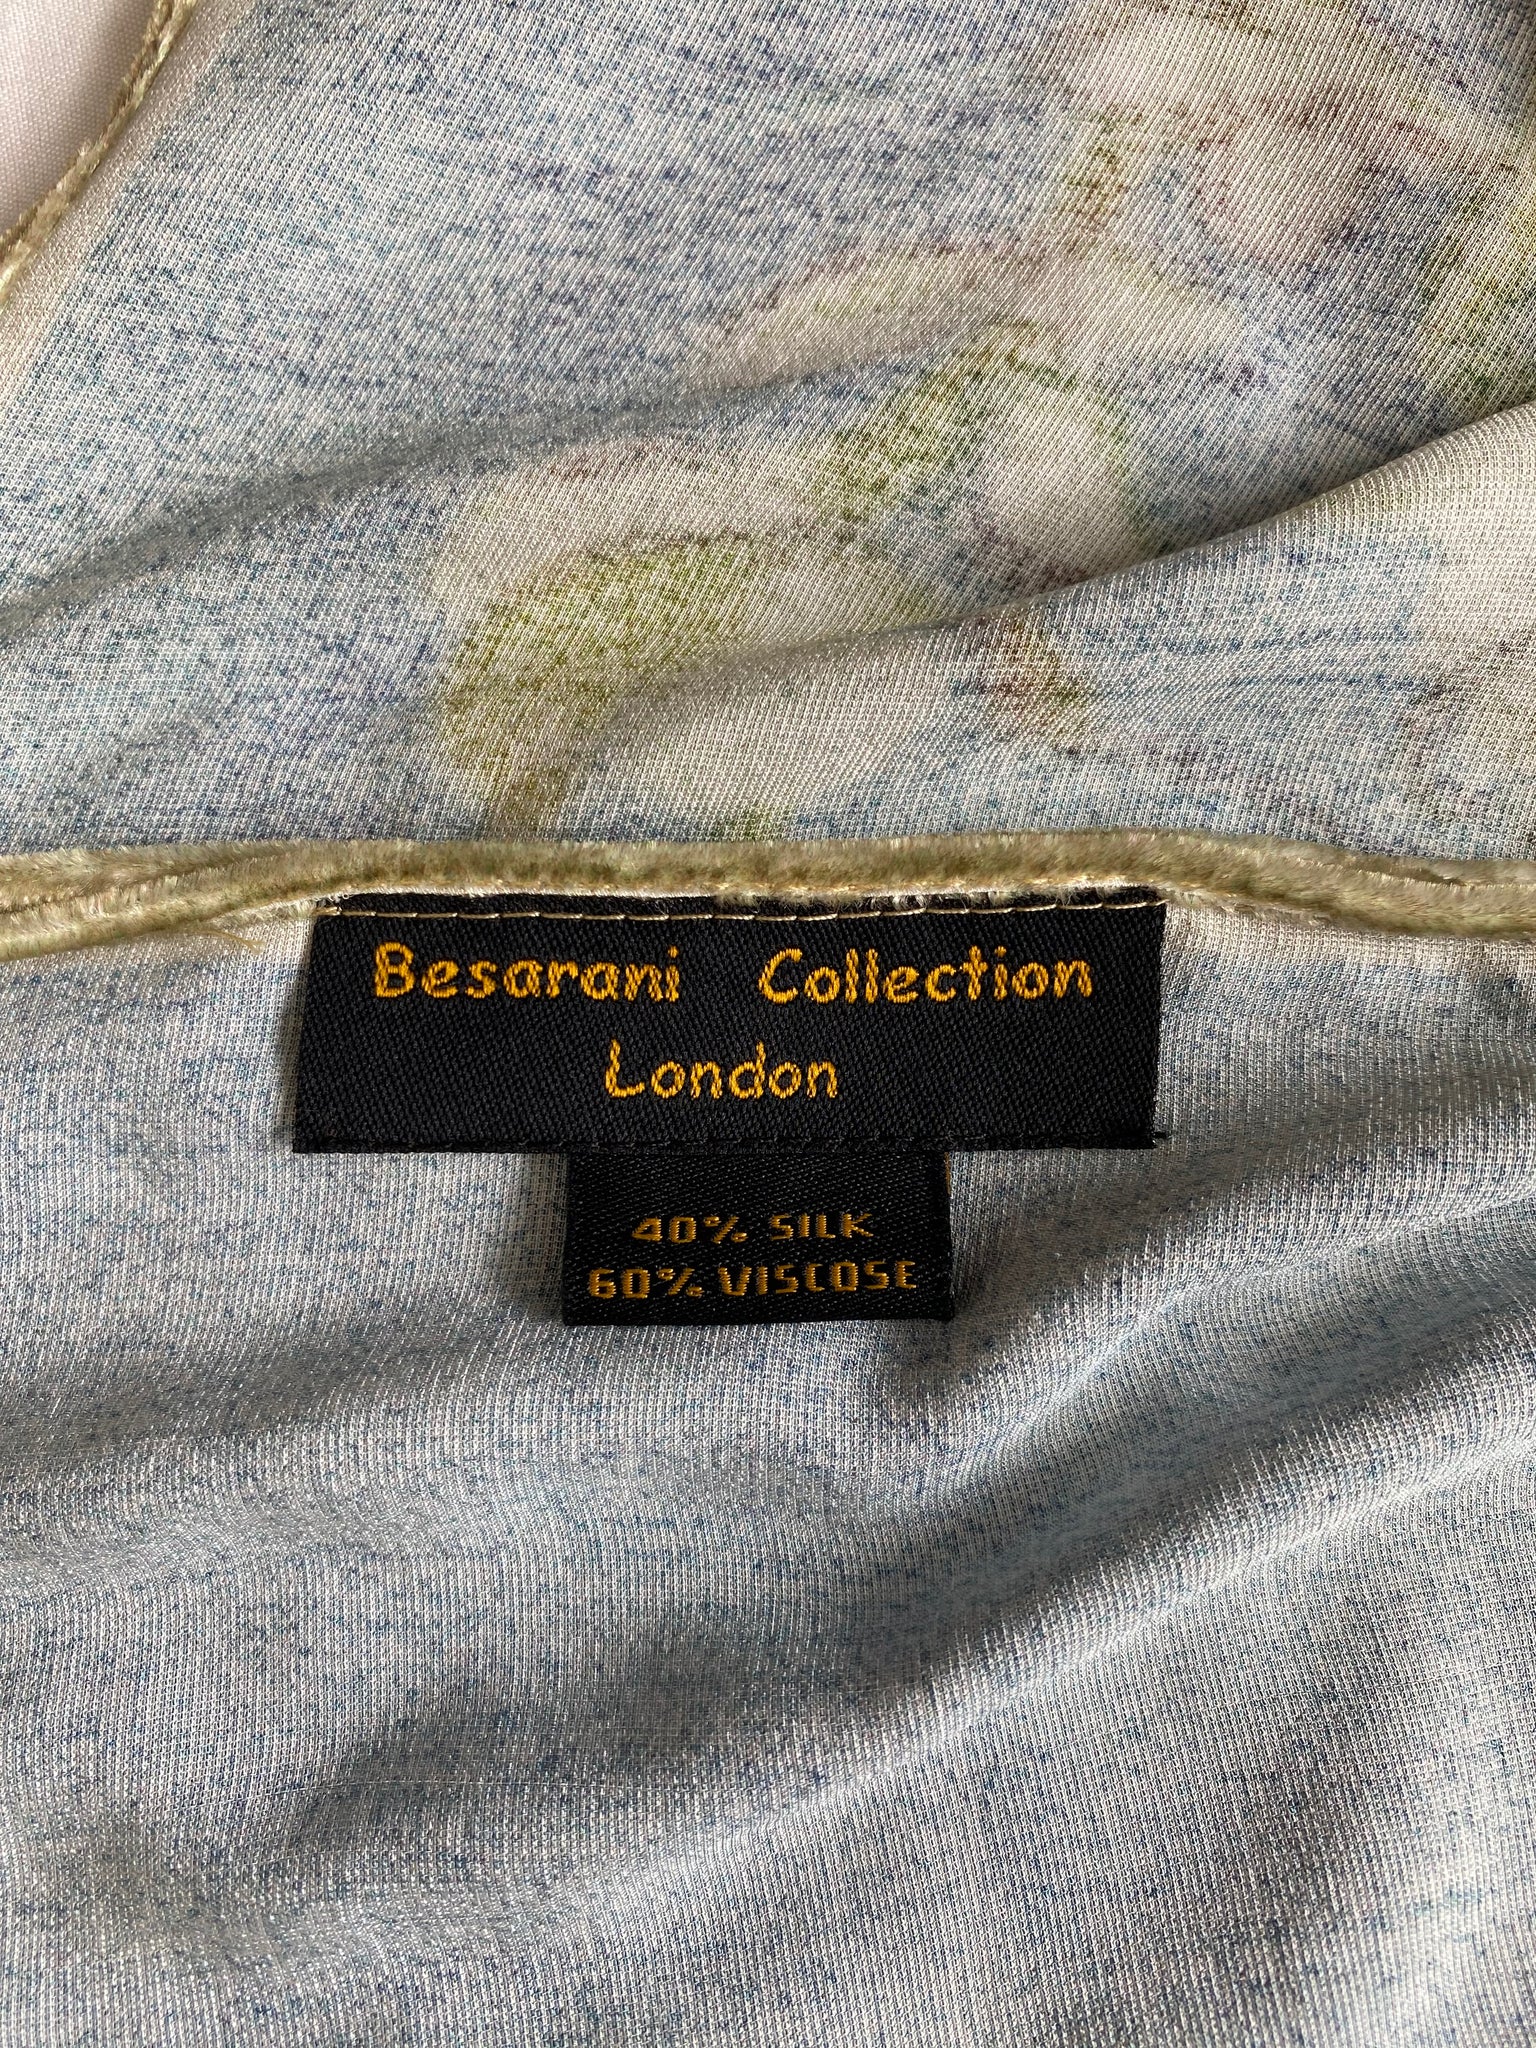 Besarani Collection
London
40% SILK
60% VISCOSE